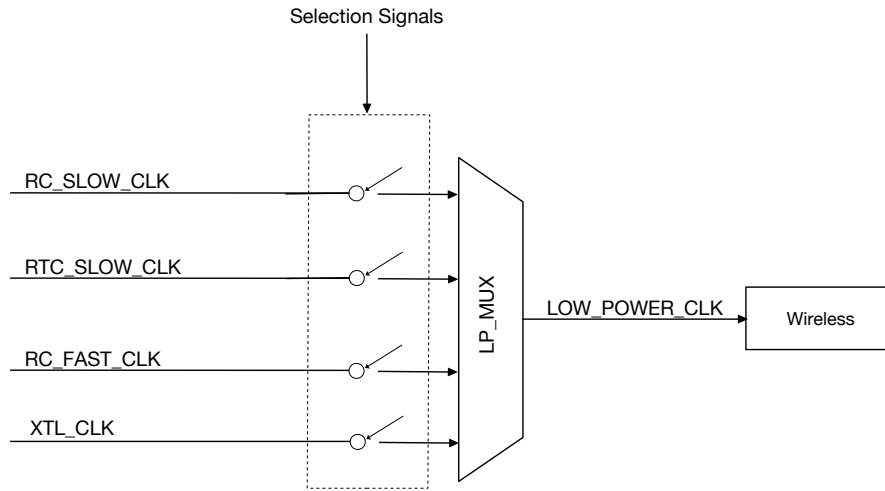 Selection Signals
RC_SLOW_CLK
RTC_SLOW_CLK
RC_FAST_CLK
XTL_CLK
LP_MUX
LOW_POWER_CLK
Wireless